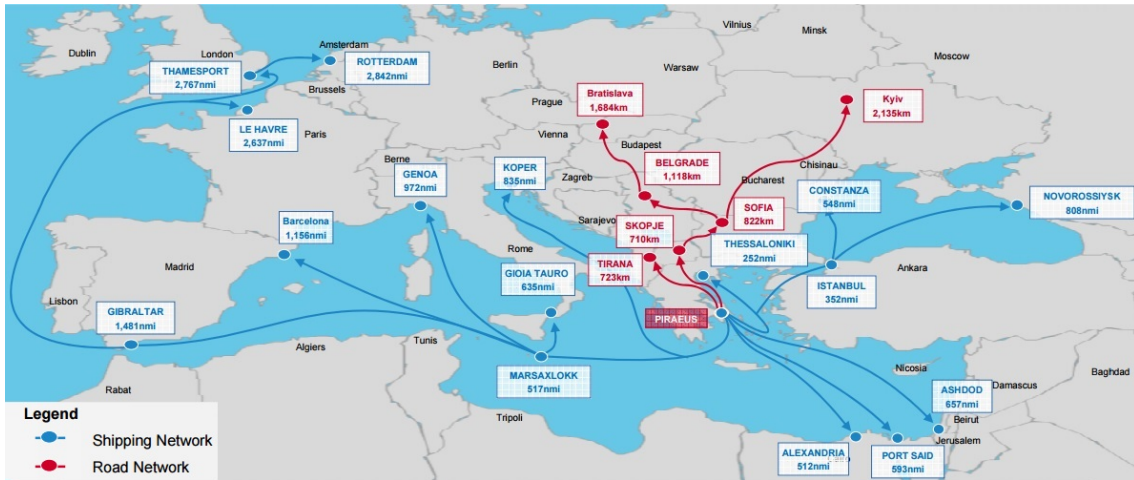 Dublin
London
Amsterdam
THAMESPORT
2,767nmi
ROTTERDAM
2,842nmi
Brussels
LE HAVRE
2,637nmi
Paris
Berlin
Vilnius
Minsk
Moscow
Warsaw
Prague
Bratislava
1,684km
Kyiv
2,135km
Vienna
Budapest
Chisinau
Berne
GENOA
972nmi
KOPER
835nmi
Zagreb
BELGRADE
1,118km
Bucharest
CONSTANZA
548nmi
NOVOROSSIYSK
808nmi
Barcelona
1,156nmi
Sarajevo
SKOPJE
710km
SOFIA
822km
Madrid
Rome
TIRANA
723km
THESSALONIKI
252nmi
Ankara
GIOIA TAURO
635nmi
ISTANBUL
352nmi
Lisbon
GIBRALTAR
1,481nmi
PIRAEUS
Algiers
Tunis
Rabat
MARSAXLOKK
517nmi
Nicosia
Baghdad
Damascus
ASHDOD
657nmi
Beirut
Tripoli
Jerusalem
ALEXANDRIA
512nmi
PORT SAID
593nmi
Legend
Shipping Network
Road Network